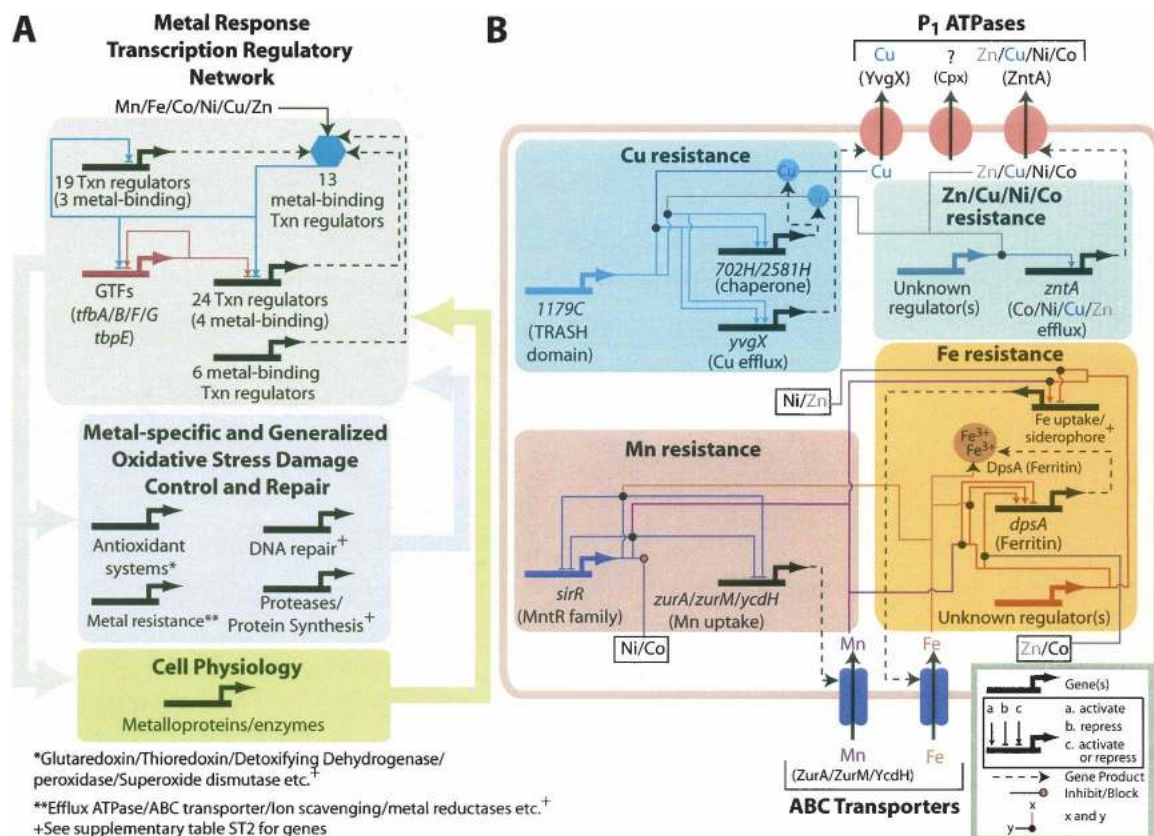 A
Metal Response
Transcription Regulatory
Network
Mn/Fe/Co/Ni/Cu/Zn
19 Txn regulators
(3 metal-binding)
13
metal-binding
Txn regulators
GTFs
(tfbA/B/F/G
tbpE)
24 Txn regulators
(4 metal-binding)
6 metal-binding
Txn regulators
Metal-specific and Generalized
Oxidative Stress Damage
Control and Repair
Antioxidant
systems*
DNA repair+
Metal resistance**
Proteases/
Protein Synthesis+
Cell Physiology
Metalloproteins/enzymes
*Glutaredoxin/Thioredoxin/Detoxifying Dehydrogenase/
peroxidase/Superoxide dismutase etc.+
**Efflux ATPase/ABC transporter/Ion scavenging/metal reductases etc.+
+See supplementary table ST2 for genes
B
P1 ATPases
Cu
(YvgX)
?
(Cpx)
Zn/Cu/Ni/Co
(ZntA)
Cu resistance
Cu
Zn/Cu/Ni/Co
702H/2581H
(chaperone)
1179C
(TRASH
domain)
yvgX
(Cu efflux)
Zn/Cu/Ni/Co
resistance
Unknown
regulator(s)
zntA
(Co/Ni/Cu/Zn
efflux)
Fe resistance
Ni/Zn
Fe uptake/
siderophore+
Fe3+
Fe3+
DpsA (Ferritin)
dpsA
(Ferritin)
Unknown regulator(s)
Mn resistance
sirR
(MntR family)
zurA/zurM/ycdH
(Mn uptake)
Ni/Co
Mn
Fe
Zn/Co
Mn
Fe
(ZurA/ZurM/YcdH)
ABC Transporters
Gene(s)
a b c
a. activate
b. repress
c. activate
or repress
Gene Product
Inhibit/Block
x
y
x and y